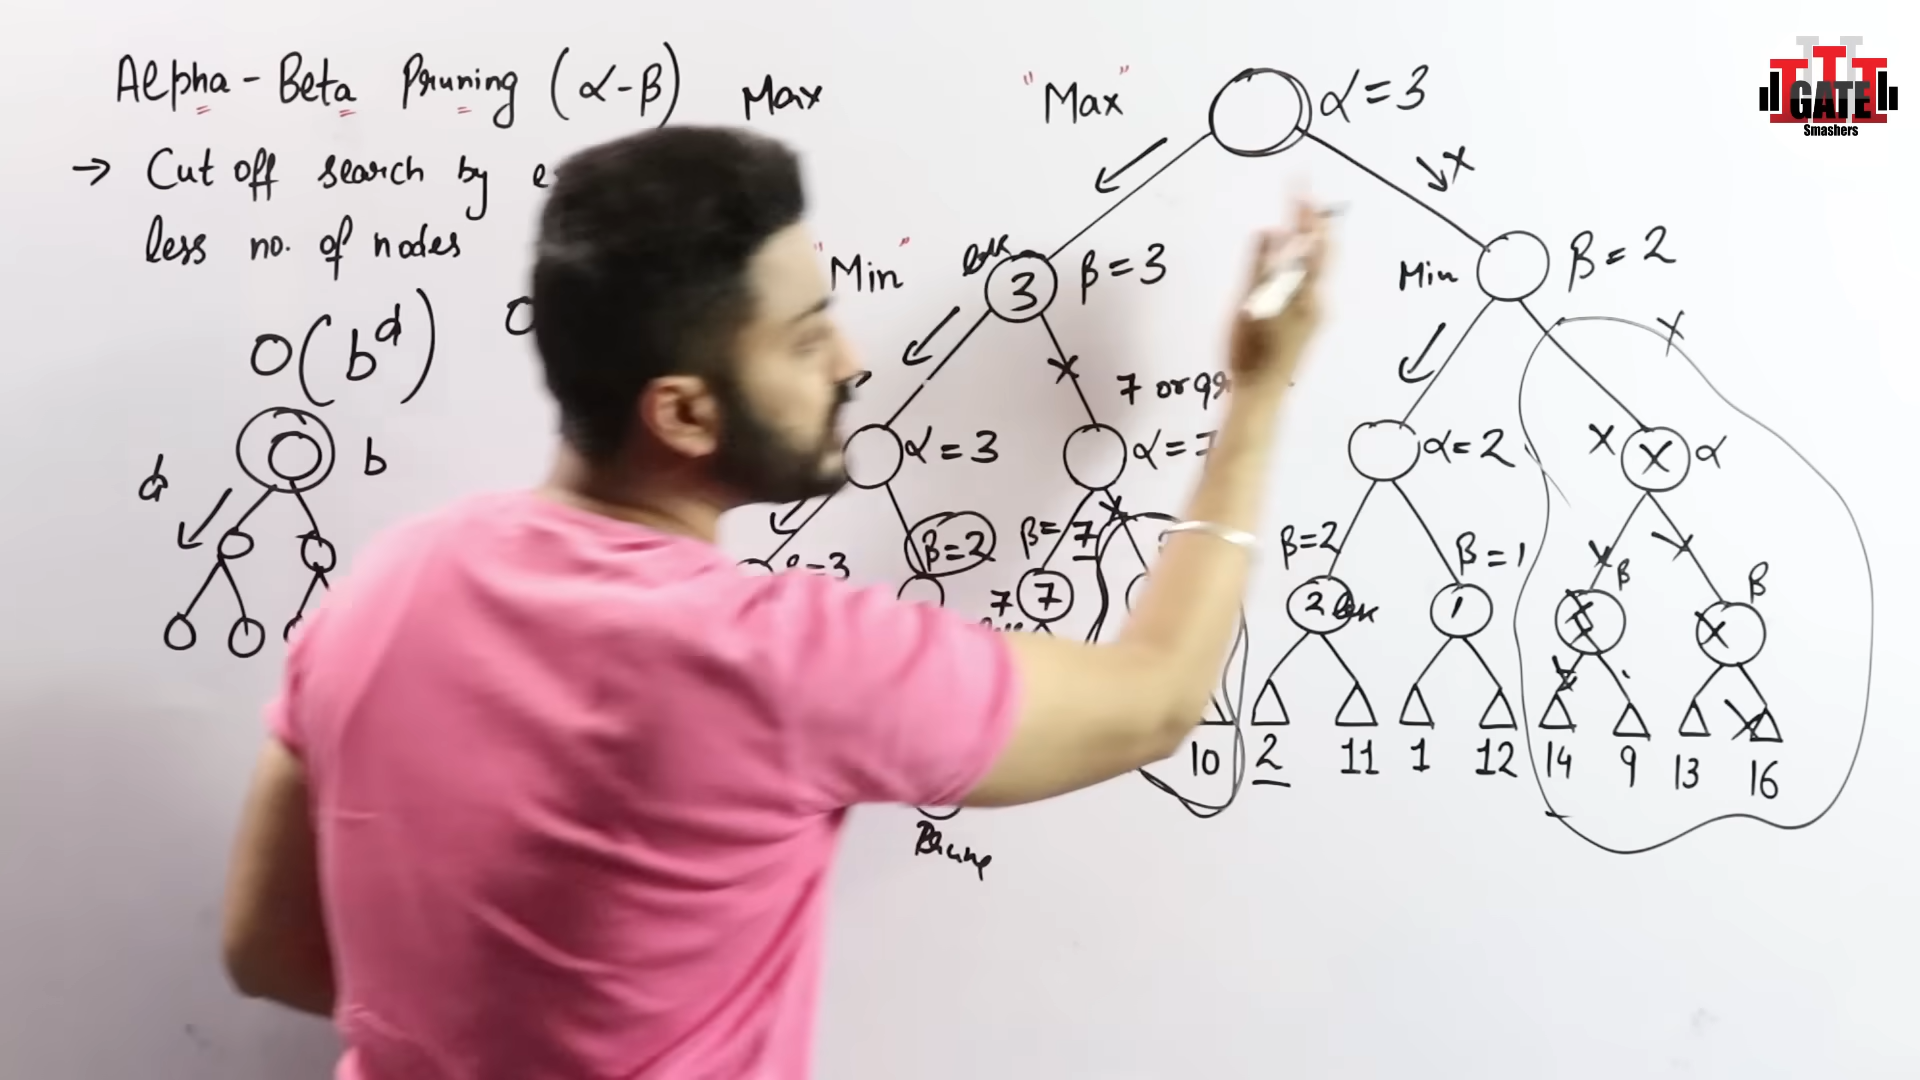 Alpha-Beta Pruning (α-β)
→ Cut off search by
less no. of nodes
O(b^d)
d
b
Max
"Max"
α=3
x
"Min"
3
β=3
Min
β=2
x
x
7 or
α=3
α=7
α=2
x
x
α
β=2
β=7
β=2
β=1
x
β
β
7
7
2
1
x
x
x
x
10
2
11
1
12
14
9
13
16
GATE
Smashers